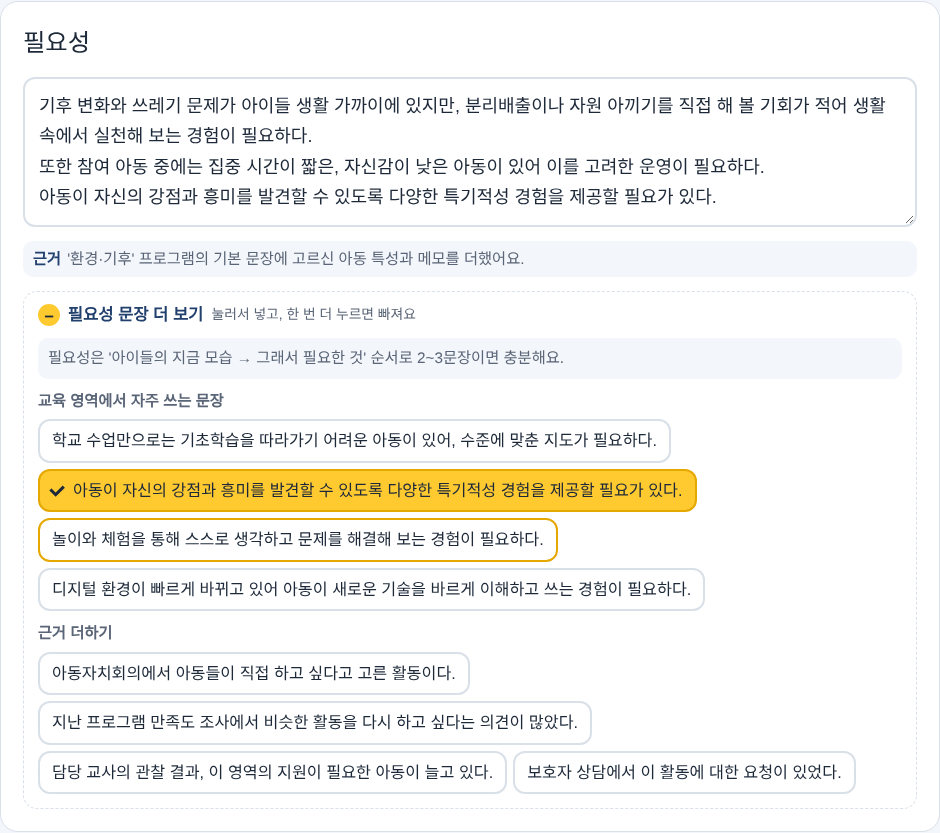 필요성
기후 변화와 쓰레기 문제가 아이들 생활 가까이에 있지만, 분리배출이나 자원 아끼기를 직접 해 볼 기회가 적어 생활
속에서 실천해 보는 경험이 필요하다.
또한 참여 아동 중에는 집중 시간이 짧은, 자신감이 낮은 아동이 있어 이를 고려한 운영이 필요하다.
아동이 자신의 강점과 흥미를 발견할 수 있도록 다양한 특기적성 경험을 제공할 필요가 있다.
근거 '환경·기후' 프로그램의 기본 문장에 고르신 아동 특성과 메모를 더했어요.
– 필요성 문장 더 보기 눌러서 넣고, 한 번 더 누르면 빠져요
필요성은 '아이들의 지금 모습 → 그래서 필요한 것' 순서로 2~3문장이면 충분해요.
교육 영역에서 자주 쓰는 문장
학교 수업만으로는 기초학습을 따라가기 어려운 아동이 있어, 수준에 맞춘 지도가 필요하다.
✔ 아동이 자신의 강점과 흥미를 발견할 수 있도록 다양한 특기적성 경험을 제공할 필요가 있다.
놀이와 체험을 통해 스스로 생각하고 문제를 해결해 보는 경험이 필요하다.
디지털 환경이 빠르게 바뀌고 있어 아동이 새로운 기술을 바르게 이해하고 쓰는 경험이 필요하다.
근거 더하기
아동자치회의에서 아동들이 직접 하고 싶다고 고른 활동이다.
지난 프로그램 만족도 조사에서 비슷한 활동을 다시 하고 싶다는 의견이 많았다.
담당 교사의 관찰 결과, 이 영역의 지원이 필요한 아동이 늘고 있다. 보호자 상담에서 이 활동에 대한 요청이 있었다.